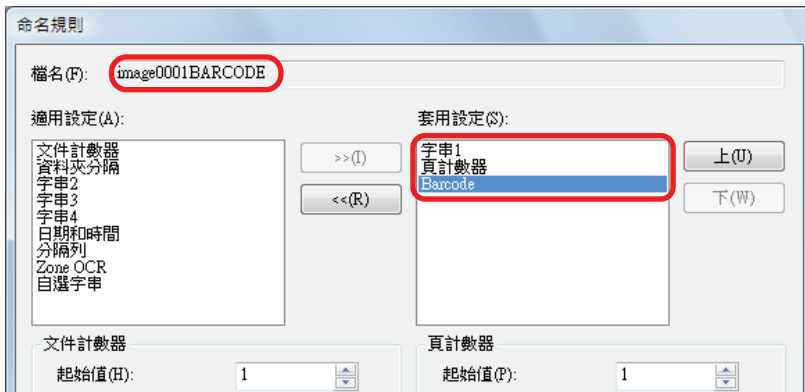 命名規則
檔名(F): image0001BARCODE
適用設定(A):
文件計數器
資料夾分隔
字串2
字串3
字串4
日期和時間
分隔列
Zone OCR
自選字串
>>(I)
<<(R)
套用設定(S):
字串1
頁計數器
Barcode
上(U)
下(W)
文件計數器
起始值(H): 1
頁計數器
起始值(P): 1